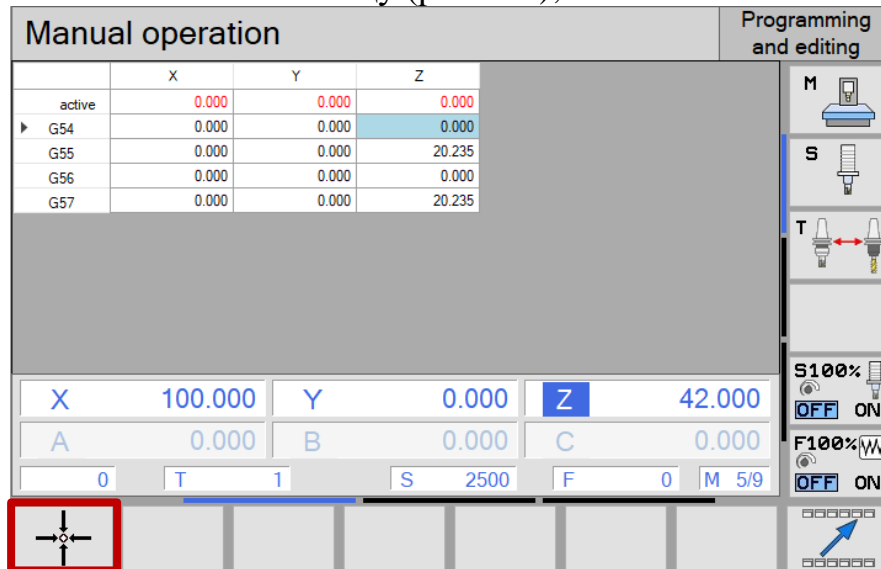 Manual operation
Programming
and editing
X Y Z
active 0.000 0.000 0.000
G54 0.000 0.000 0.000
G55 0.000 0.000 20.235
G56 0.000 0.000 0.000
G57 0.000 0.000 20.235
M
S
T
S100%
OFF ON
F100%
OFF ON
X 100.000 Y 0.000 Z 42.000
A 0.000 B 0.000 C 0.000
0 T 1 S 2500 F 0 M 5/9